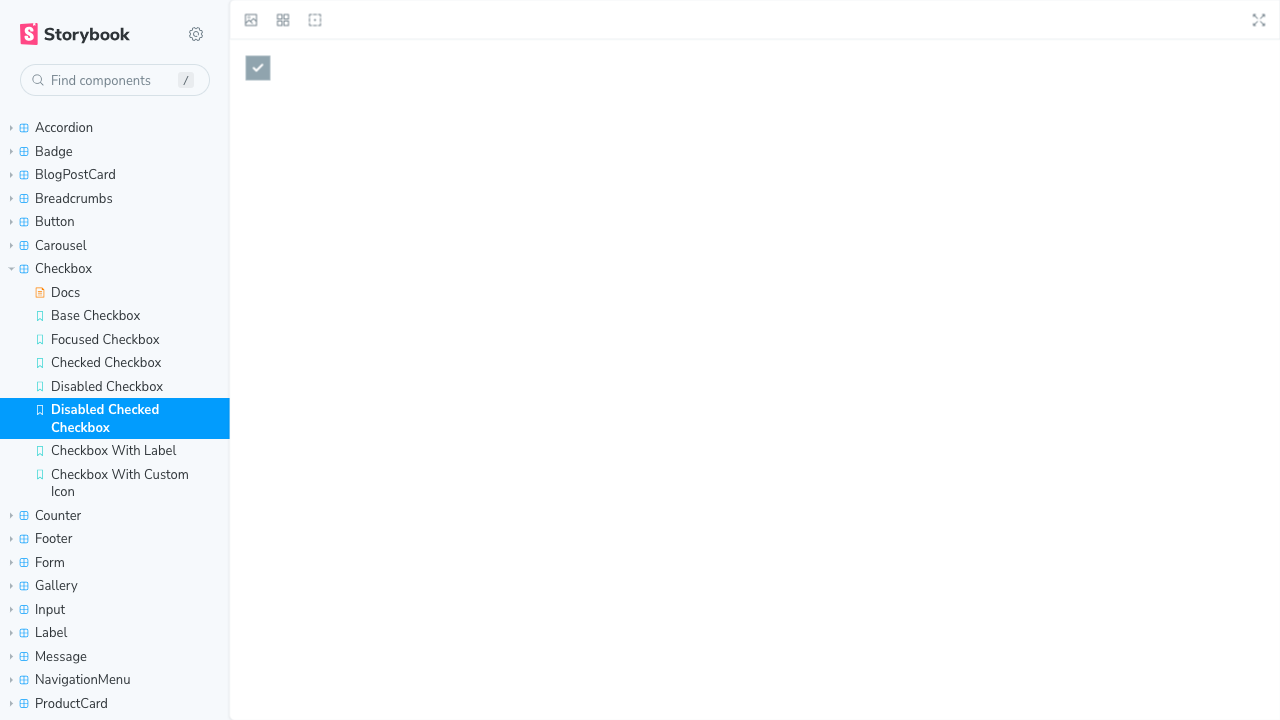 Storybook
Find components
/
Accordion
Badge
BlogPostCard
Breadcrumbs
Button
Carousel
Checkbox
Docs
Base Checkbox
Focused Checkbox
Checked Checkbox
Disabled Checkbox
Disabled Checked
Checkbox
Checkbox With Label
Checkbox With Custom
Icon
Counter
Footer
Form
Gallery
Input
Label
Message
NavigationMenu
ProductCard